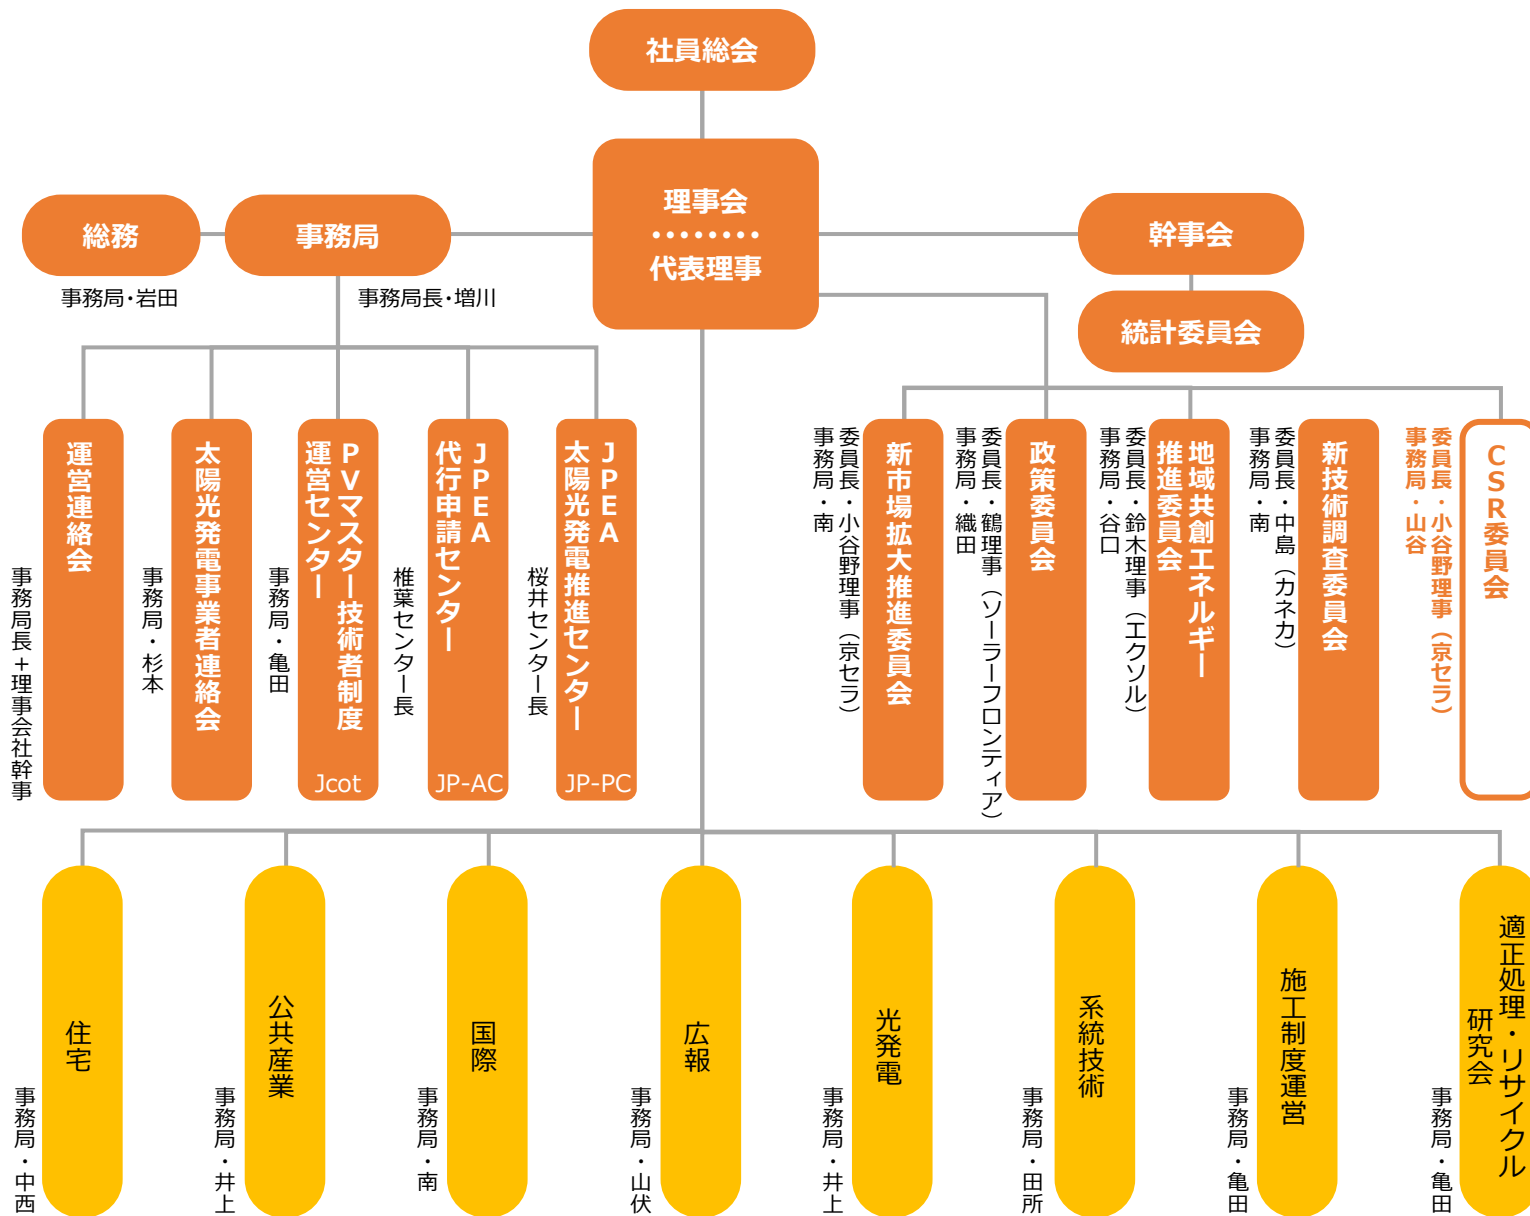 社員総会
理事会
・・・・・・・・
代表理事
総務
事務局
幹事会
事務局・岩田
事務局長・増川
統計委員会
運営連絡会
事務局長＋理事会社幹事
太陽光発電事業者連絡会
事務局・杉本
PVマスター技術者制度
運営センター
Jcot
事務局・亀田
JPEA
代行申請センター
JP-AC
椎葉センター長
JPEA
太陽光発電推進センター
JP-PC
桜井センター長
新市場拡大推進委員会
委員長・小谷野理事（京セラ）
事務局・南
政策委員会
委員長・鶴理事（ソーラーフロンティア）
事務局・織田
地域共創エネルギー
推進委員会
委員長・鈴木理事（エクソル）
事務局・谷口
新技術調査委員会
委員長・中島（カネカ）
事務局・南
CSR委員会
委員長・小谷野理事（京セラ）
事務局・山谷
住宅
事務局・中西
公共産業
事務局・井上
国際
事務局・南
広報
事務局・山伏
光発電
事務局・井上
系統技術
事務局・田所
施工制度運営
事務局・亀田
適正処理・リサイクル
研究会
事務局・亀田